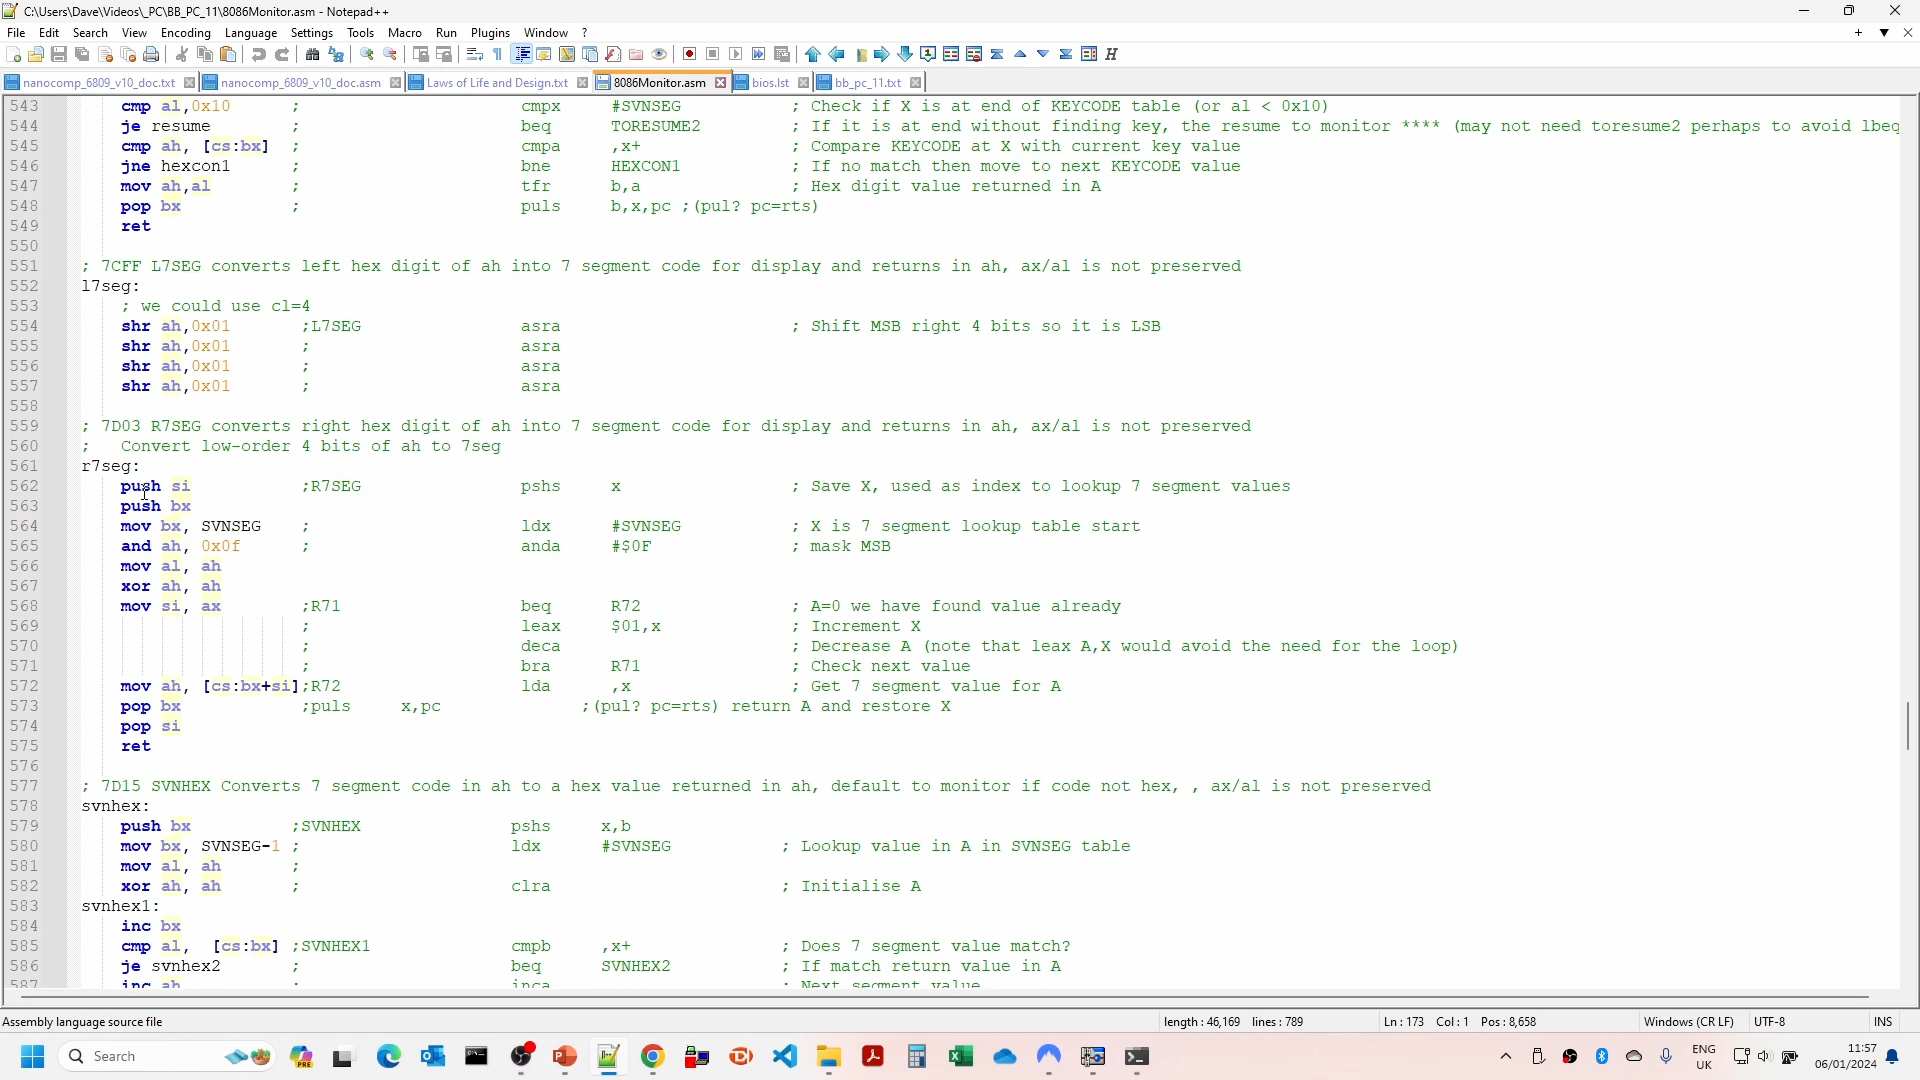 C:\Users\Dave\Videos\_PC\BB_PC_11\8086Monitor.asm - Notepad++
File Edit Search View Encoding Language Settings Tools Macro Run Plugins Window ?
nanocomp_6809_v10_doc.txt nanocomp_6809_v10_doc.asm Laws of Life and Design.txt 8086Monitor.asm bios.lst bb_pc_11.txt
543 cmp al,0x10 ; cmpx #SVNSEG ; Check if X is at end of KEYCODE table (or al < 0x10)
544 je resume ; beq TORESUME2 ; If it is at end without finding key, the resume to monitor **** (may not need toresume2 perhaps to avoid lbeq
545 cmp ah, [cs:bx] ; cmpa ,x+ ; Compare KEYCODE at X with current key value
546 jne hexcon1 ; bne HEXCON1 ; If no match then move to next KEYCODE value
547 mov ah,al ; tfr b,a ; Hex digit value returned in A
548 pop bx ; puls b,x,pc ;(pul? pc=rts)
549 ret
550
551 ; 7CFF L7SEG converts left hex digit of ah into 7 segment code for display and returns in ah, ax/al is not preserved
552 l7seg:
553 ; we could use cl=4
554 shr ah,0x01 ;L7SEG asra ; Shift MSB right 4 bits so it is LSB
555 shr ah,0x01 ; asra
556 shr ah,0x01 ; asra
557 shr ah,0x01 ; asra
558
559 ; 7D03 R7SEG converts right hex digit of ah into 7 segment code for display and returns in ah, ax/al is not preserved
560 ; Convert low-order 4 bits of ah to 7seg
561 r7seg:
562 push si ;R7SEG pshs x ; Save X, used as index to lookup 7 segment values
563 push bx
564 mov bx, SVNSEG ; ldx #SVNSEG ; X is 7 segment lookup table start
565 and ah, 0x0f ; anda #$0F ; mask MSB
566 mov al, ah
567 xor ah, ah
568 mov si, ax ;R71 beq R72 ; A=0 we have found value already
569 ; leax $01,x ; Increment X
570 ; deca ; Decrease A (note that leax A,X would avoid the need for the loop)
571 ; bra R71 ; Check next value
572 mov ah, [cs:bx+si];R72 lda ,x ; Get 7 segment value for A
573 pop bx ;puls x,pc ;(pul? pc=rts) return A and restore X
574 pop si
575 ret
576
577 ; 7D15 SVNHEX Converts 7 segment code in ah to a hex value returned in ah, default to monitor if code not hex, , ax/al is not preserved
578 svnhex:
579 push bx ;SVNHEX pshs x,b
580 mov bx, SVNSEG-1 ; ldx #SVNSEG ; Lookup value in A in SVNSEG table
581 mov al, ah ;
582 xor ah, ah ; clra ; Initialise A
583 svnhex1:
584 inc bx
585 cmp al, [cs:bx] ;SVNHEX1 cmpb ,x+ ; Does 7 segment value match?
586 je svnhex2 ; beq SVNHEX2 ; If match return value in A
587 inc ah ; inca ; Next segment value
Assembly language source file length : 46,169 lines : 789 Ln : 173 Col : 1 Pos : 8,658 Windows (CR LF) UTF-8 INS
Search ENG 11:57
UK 06/01/2024